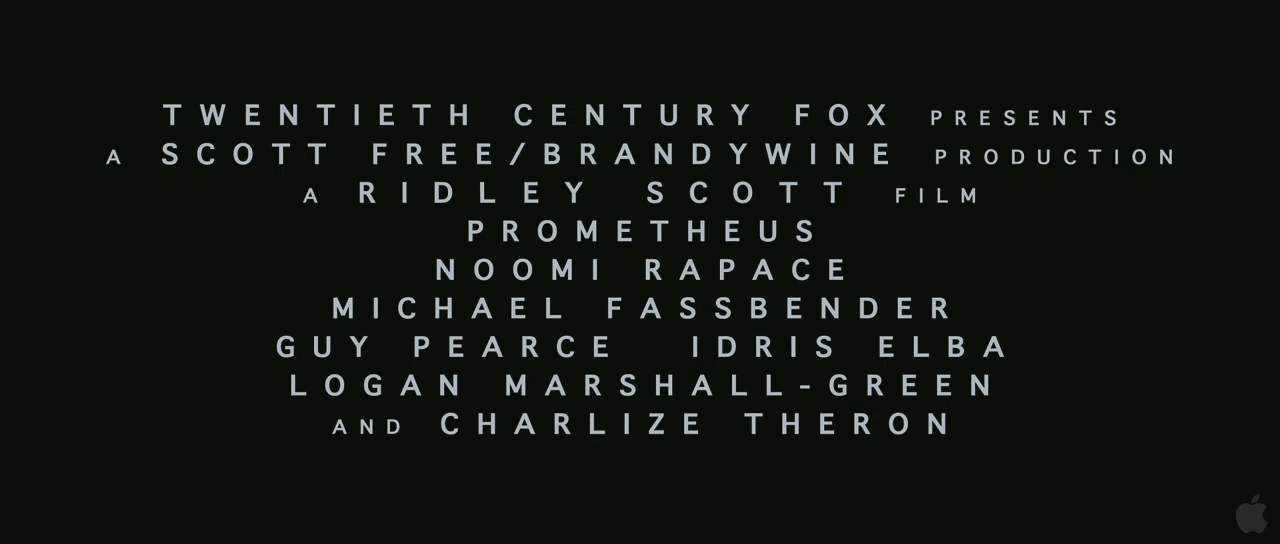 TWENTIETH CENTURY FOX PRESENTS
A SCOTT FREE/BRANDYWINE PRODUCTION
A RIDLEY SCOTT FILM
PROMETHEUS
NOOMI RAPACE
MICHAEL FASSBENDER
GUY PEARCE IDRIS ELBA
LOGAN MARSHALL-GREEN
AND CHARLIZE THERON